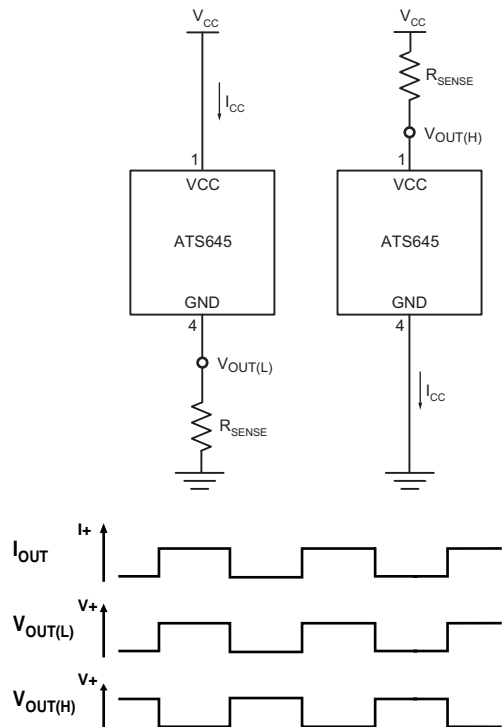 VCC
ICC
1
VCC
ATS645
GND
4
VOUT(L)
RSENSE
VCC
RSENSE
VOUT(H)
1
VCC
ATS645
GND
4
ICC
I+
IOUT
V+
VOUT(L)
V+
VOUT(H)